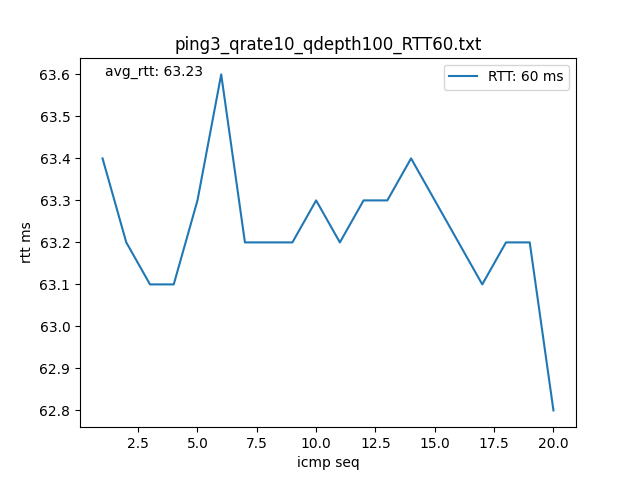 ping3_qrate10_qdepth100_RTT60.txt
avg_rtt: 63.23
RTT: 60 ms
rtt ms
63.6
63.5
63.4
63.3
63.2
63.1
63.0
62.9
62.8
2.5 5.0 7.5 10.0 12.5 15.0 17.5 20.0
icmp seq